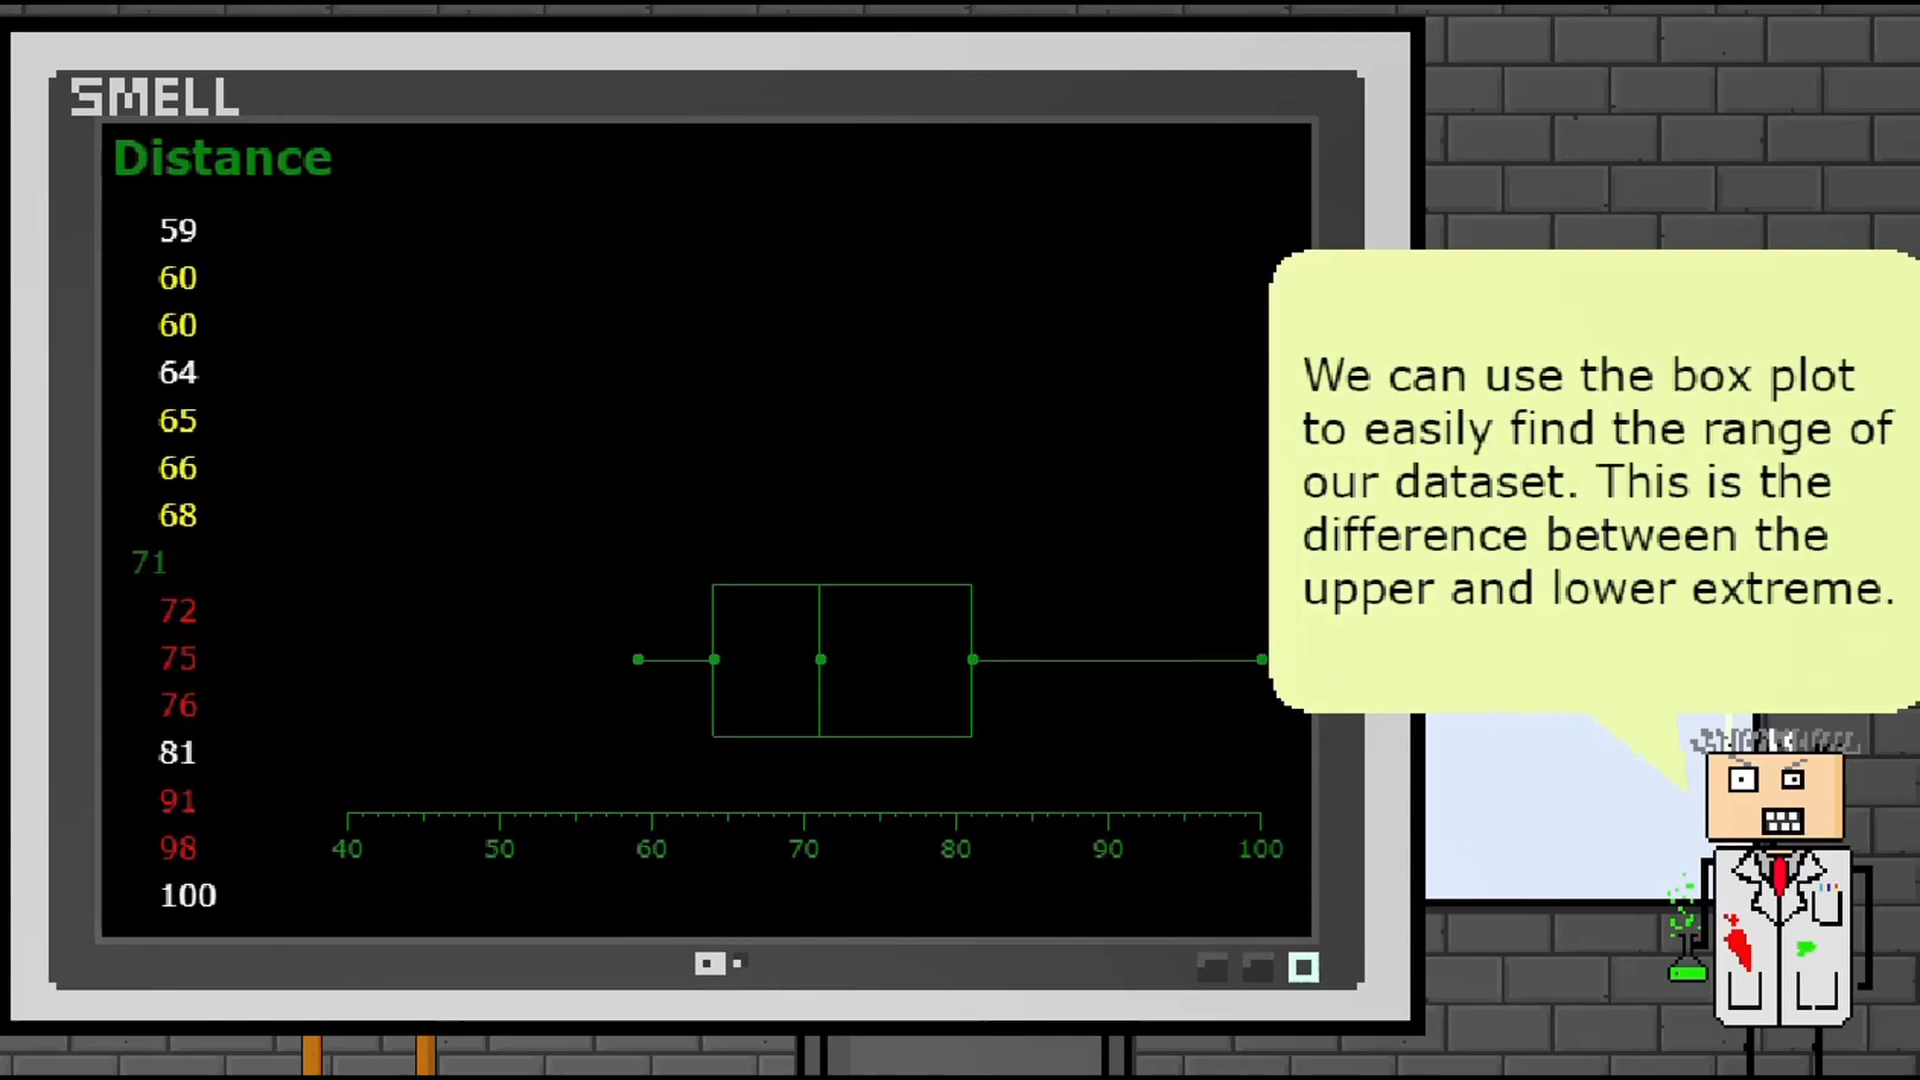 SMELL
Distance
59
60
60
64
65
66
68
71
72
75
76
81
91
98
100
40 50 60 70 80 90 100
We can use the box plot
to easily find the range of
our dataset. This is the
difference between the
upper and lower extreme.